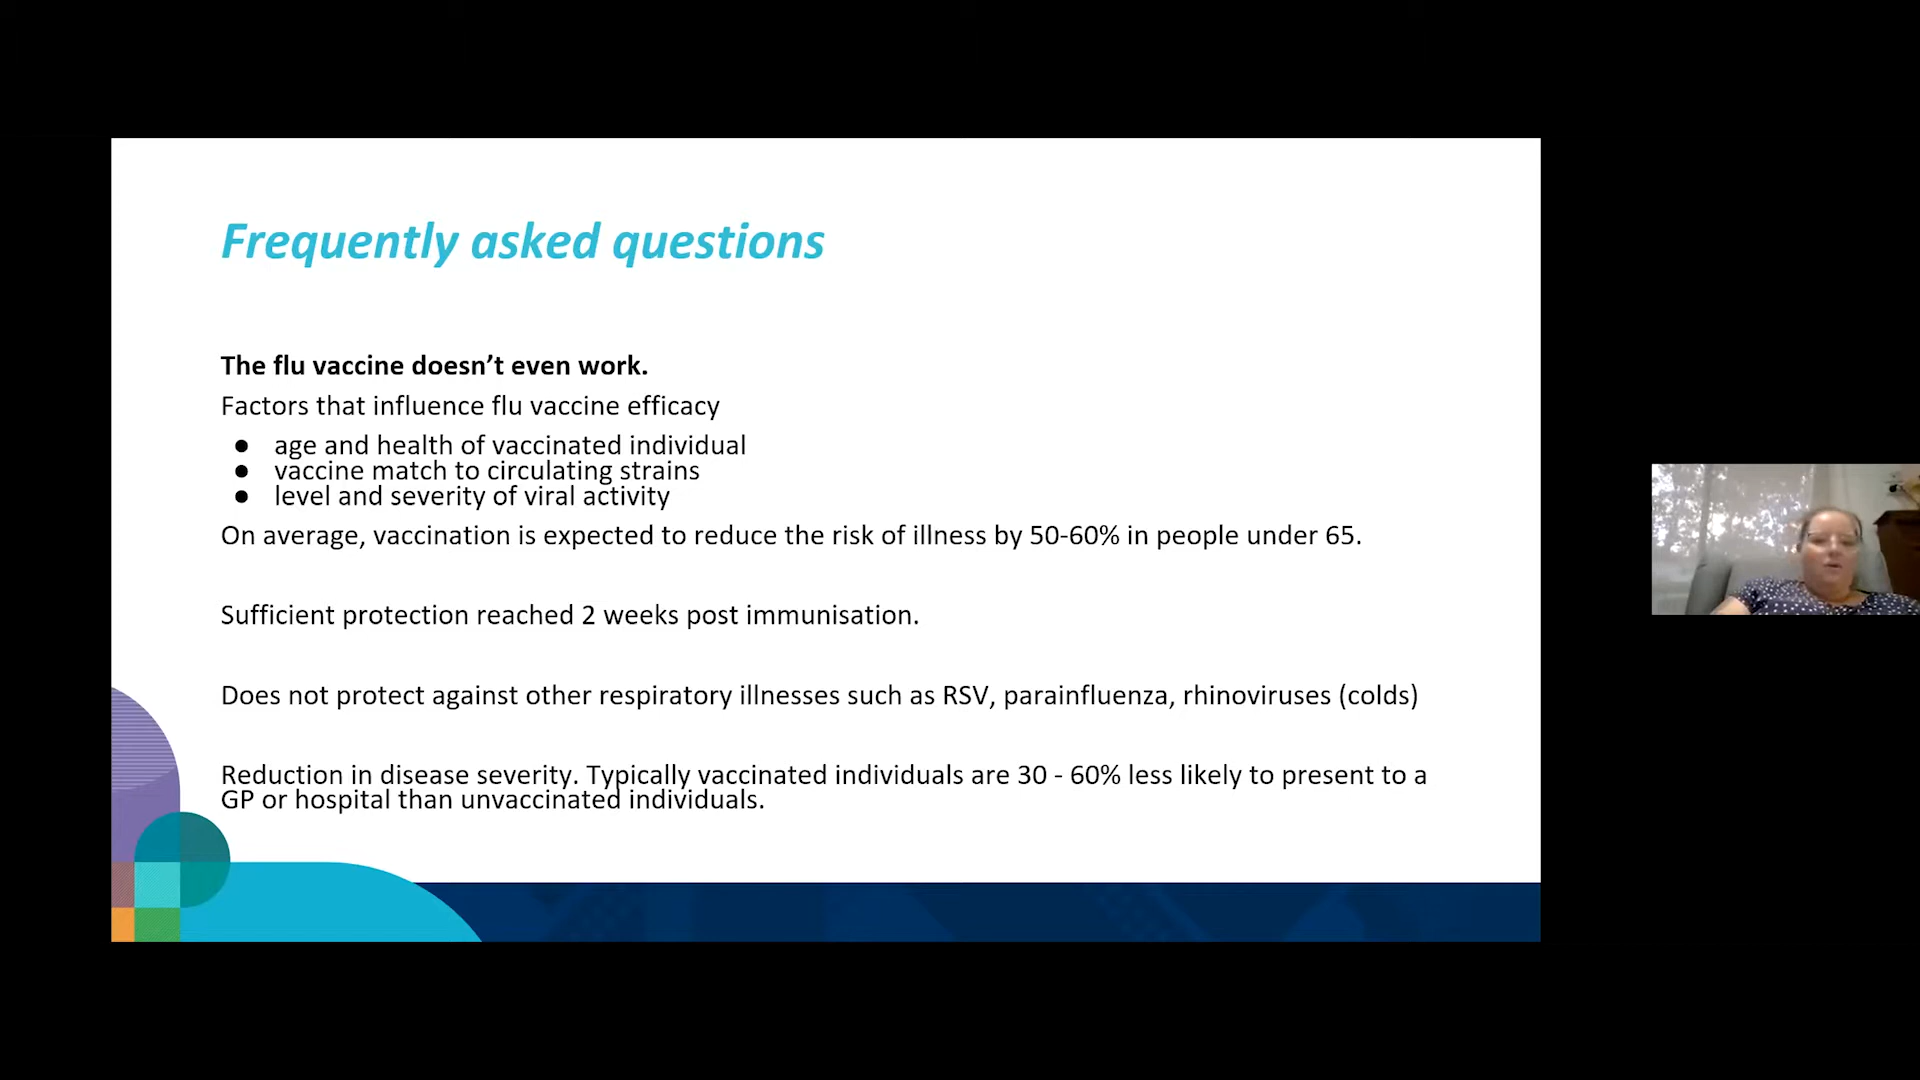 Frequently asked questions
The flu vaccine doesn’t even work.
Factors that influence flu vaccine efficacy
● age and health of vaccinated individual
● vaccine match to circulating strains
● level and severity of viral activity
On average, vaccination is expected to reduce the risk of illness by 50-60% in people under 65.
Sufficient protection reached 2 weeks post immunisation.
Does not protect against other respiratory illnesses such as RSV, parainfluenza, rhinoviruses (colds)
Reduction in disease severity. Typically vaccinated individuals are 30 - 60% less likely to present to a
GP or hospital than unvaccinated individuals.